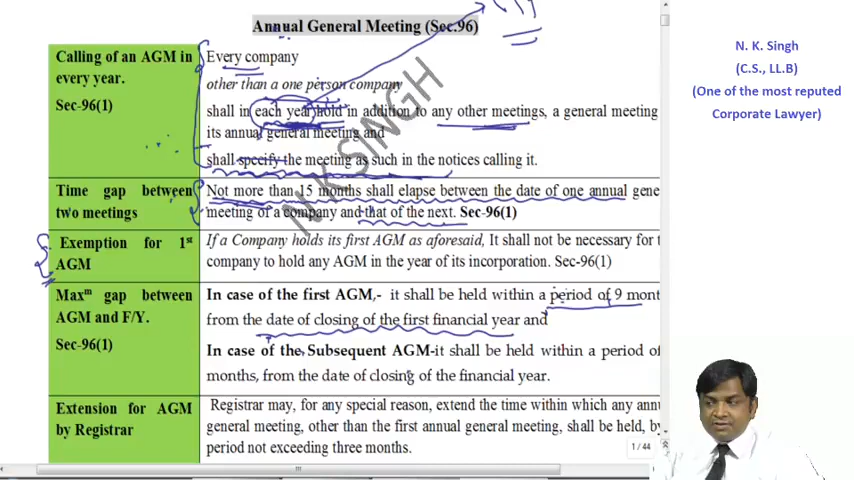 Annual General Meeting (Sec.96)
N. K. Singh
(C.S., LL.B)
(One of the most reputed
Corporate Lawyer)
Calling of an AGM in
every year.
Sec-96(1)
Every company
other than a one person company
shall in each year hold in addition to any other meetings, a general meeting
its annual general meeting and
shall specify the meeting as such in the notices calling it.
Time gap between
two meetings
Not more than 15 months shall elapse between the date of one annual gene
meeting of a company and that of the next. Sec-96(1)
Exemption for 1st
AGM
If a Company holds its first AGM as aforesaid, It shall not be necessary for t
company to hold any AGM in the year of its incorporation. Sec-96(1)
Maxm gap between
AGM and F/Y.
Sec-96(1)
In case of the first AGM,- it shall be held within a period of 9 mont
from the date of closing of the first financial year and
In case of the Subsequent AGM-it shall be held within a period of
months, from the date of closing of the financial year.
Extension for AGM
by Registrar
Registrar may, for any special reason, extend the time within which any annu
general meeting, other than the first annual general meeting, shall be held, by
period not exceeding three months.
N K SINGH
1/44